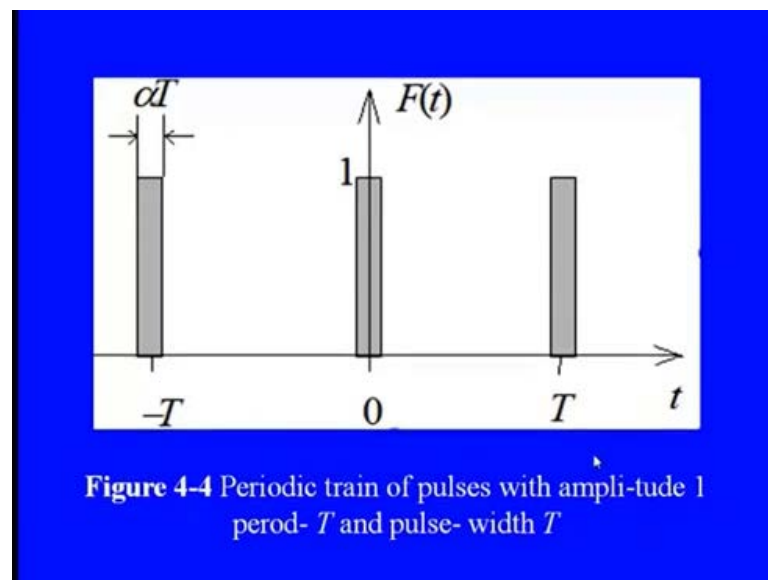 αT
F(t)
1
–T
0
T
t
Figure 4-4 Periodic train of pulses with ampli-tude 1
perod- T and pulse- width T